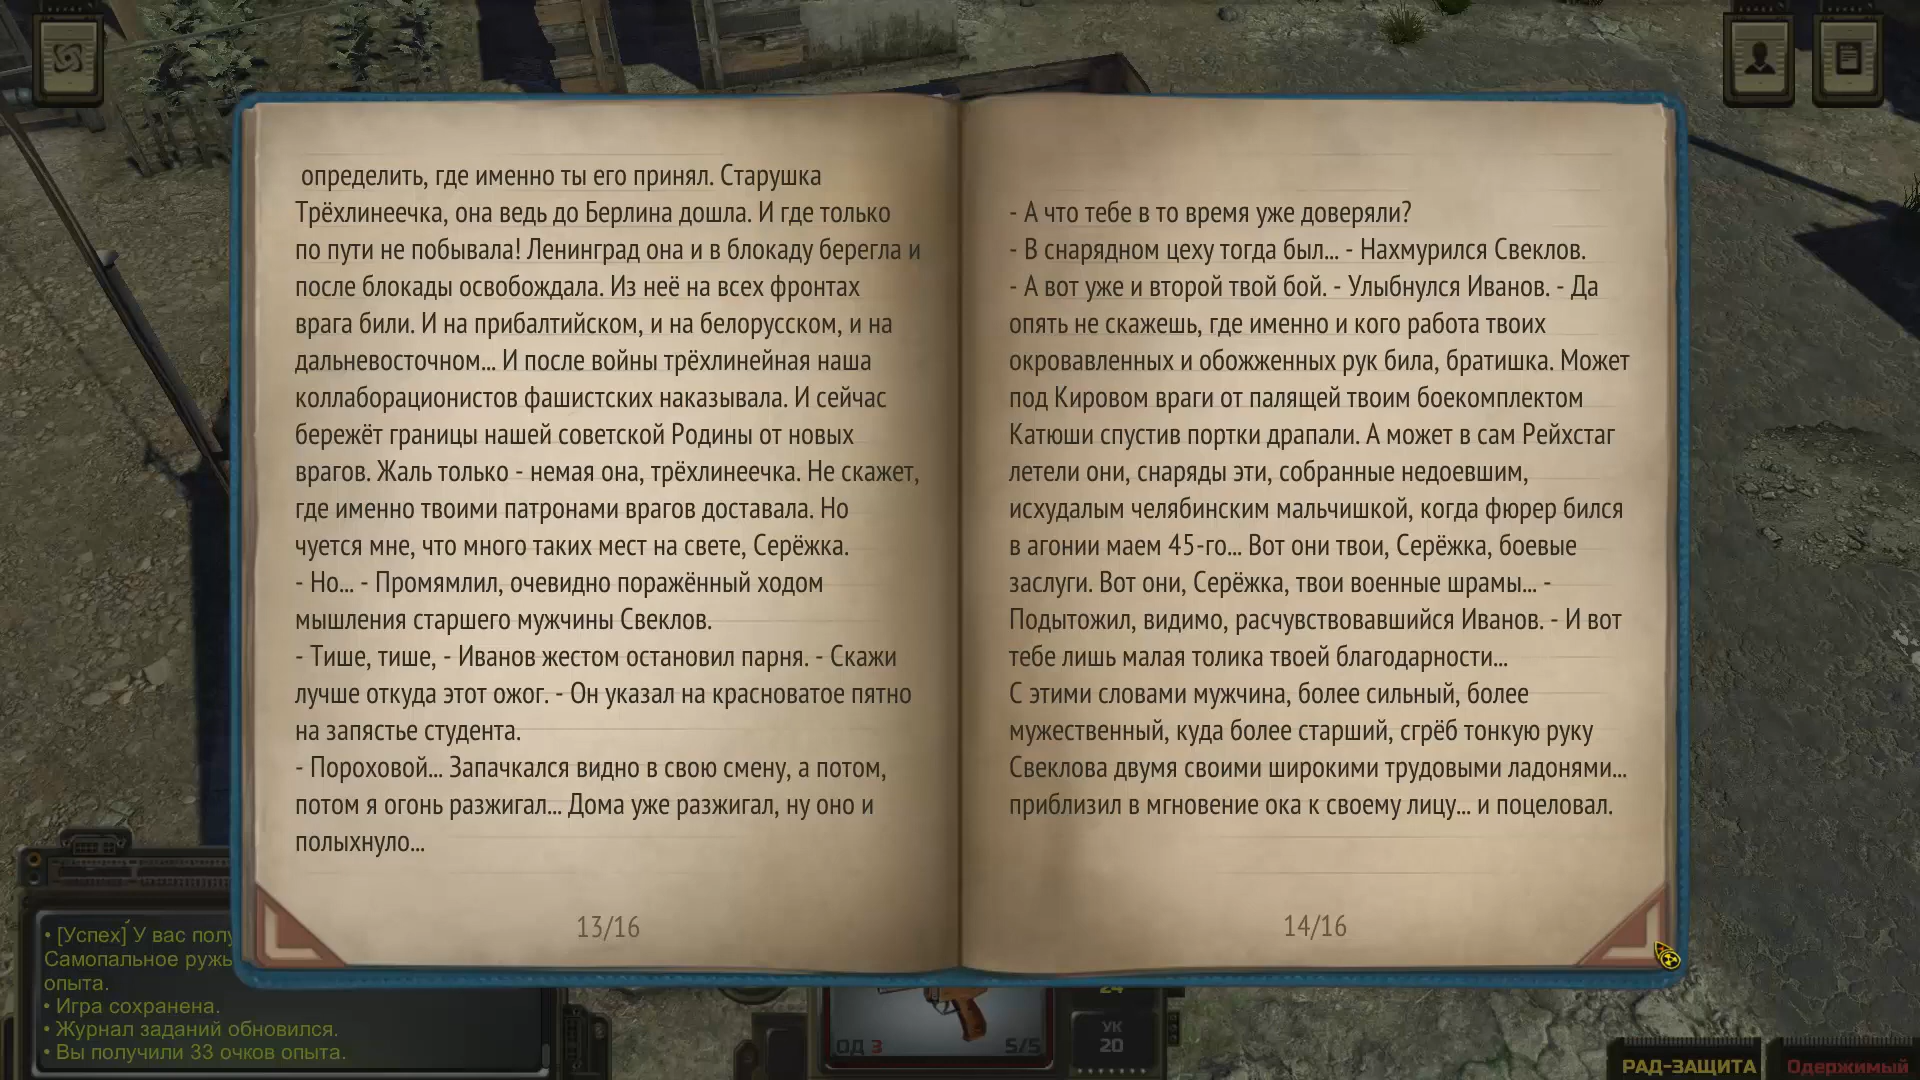 определить, где именно ты его принял. Старушка
Трёхлинеечка, она ведь до Берлина дошла. И где только
по пути не побывала! Ленинград она и в блокаду берегла и
после блокады освобождала. Из неё на всех фронтах
врага били. И на прибалтийском, и на белорусском, и на
дальневосточном... И после войны трёхлинейная наша
коллаборационистов фашистских наказывала. И сейчас
бережёт границы нашей советской Родины от новых
врагов. Жаль только - немая она, трёхлинеечка. Не скажет,
где именно твоими патронами врагов доставала. Но
чуется мне, что много таких мест на свете, Серёжка.
- Но... - Промямлил, очевидно поражённый ходом
мышления старшего мужчины Свеклов.
- Тише, тише, - Иванов жестом остановил парня. - Скажи
лучше откуда этот ожог. - Он указал на красноватое пятно
на запястье студента.
- Пороховой... Запачкался видно в свою смену, а потом,
потом я огонь разжигал... Дома уже разжигал, ну оно и
полыхнуло...
13/16
- А что тебе в то время уже доверяли?
- В снарядном цеху тогда был... - Нахмурился Свеклов.
- А вот уже и второй твой бой. - Улыбнулся Иванов. - Да
опять не скажешь, где именно и кого работа твоих
окровавленных и обожженных рук била, братишка. Может
под Кировом враги от палящей твоим боекомплектом
Катюши спустив портки драпали. А может в сам Рейхстаг
летели они, снаряды эти, собранные недоевшим,
исхудалым челябинским мальчишкой, когда фюрер бился
в агонии маем 45-го... Вот они твои, Серёжка, боевые
заслуги. Вот они, Серёжка, твои военные шрамы... -
Подытожил, видимо, расчувствовавшийся Иванов. - И вот
тебе лишь малая толика твоей благодарности...
С этими словами мужчина, более сильный, более
мужественный, куда более старший, сгрёб тонкую руку
Свеклова двумя своими широкими трудовыми ладонями...
приблизил в мгновение ока к своему лицу... и поцеловал.
14/16
• [Успех] У вас
Самопальное
опыта.
• Игра сохранена.
• Журнал заданий обновился.
• Вы получили 33 очков опыта.
ОД 3
5/5
24
УК
20
РАД-ЗАЩИТА
Одержимый